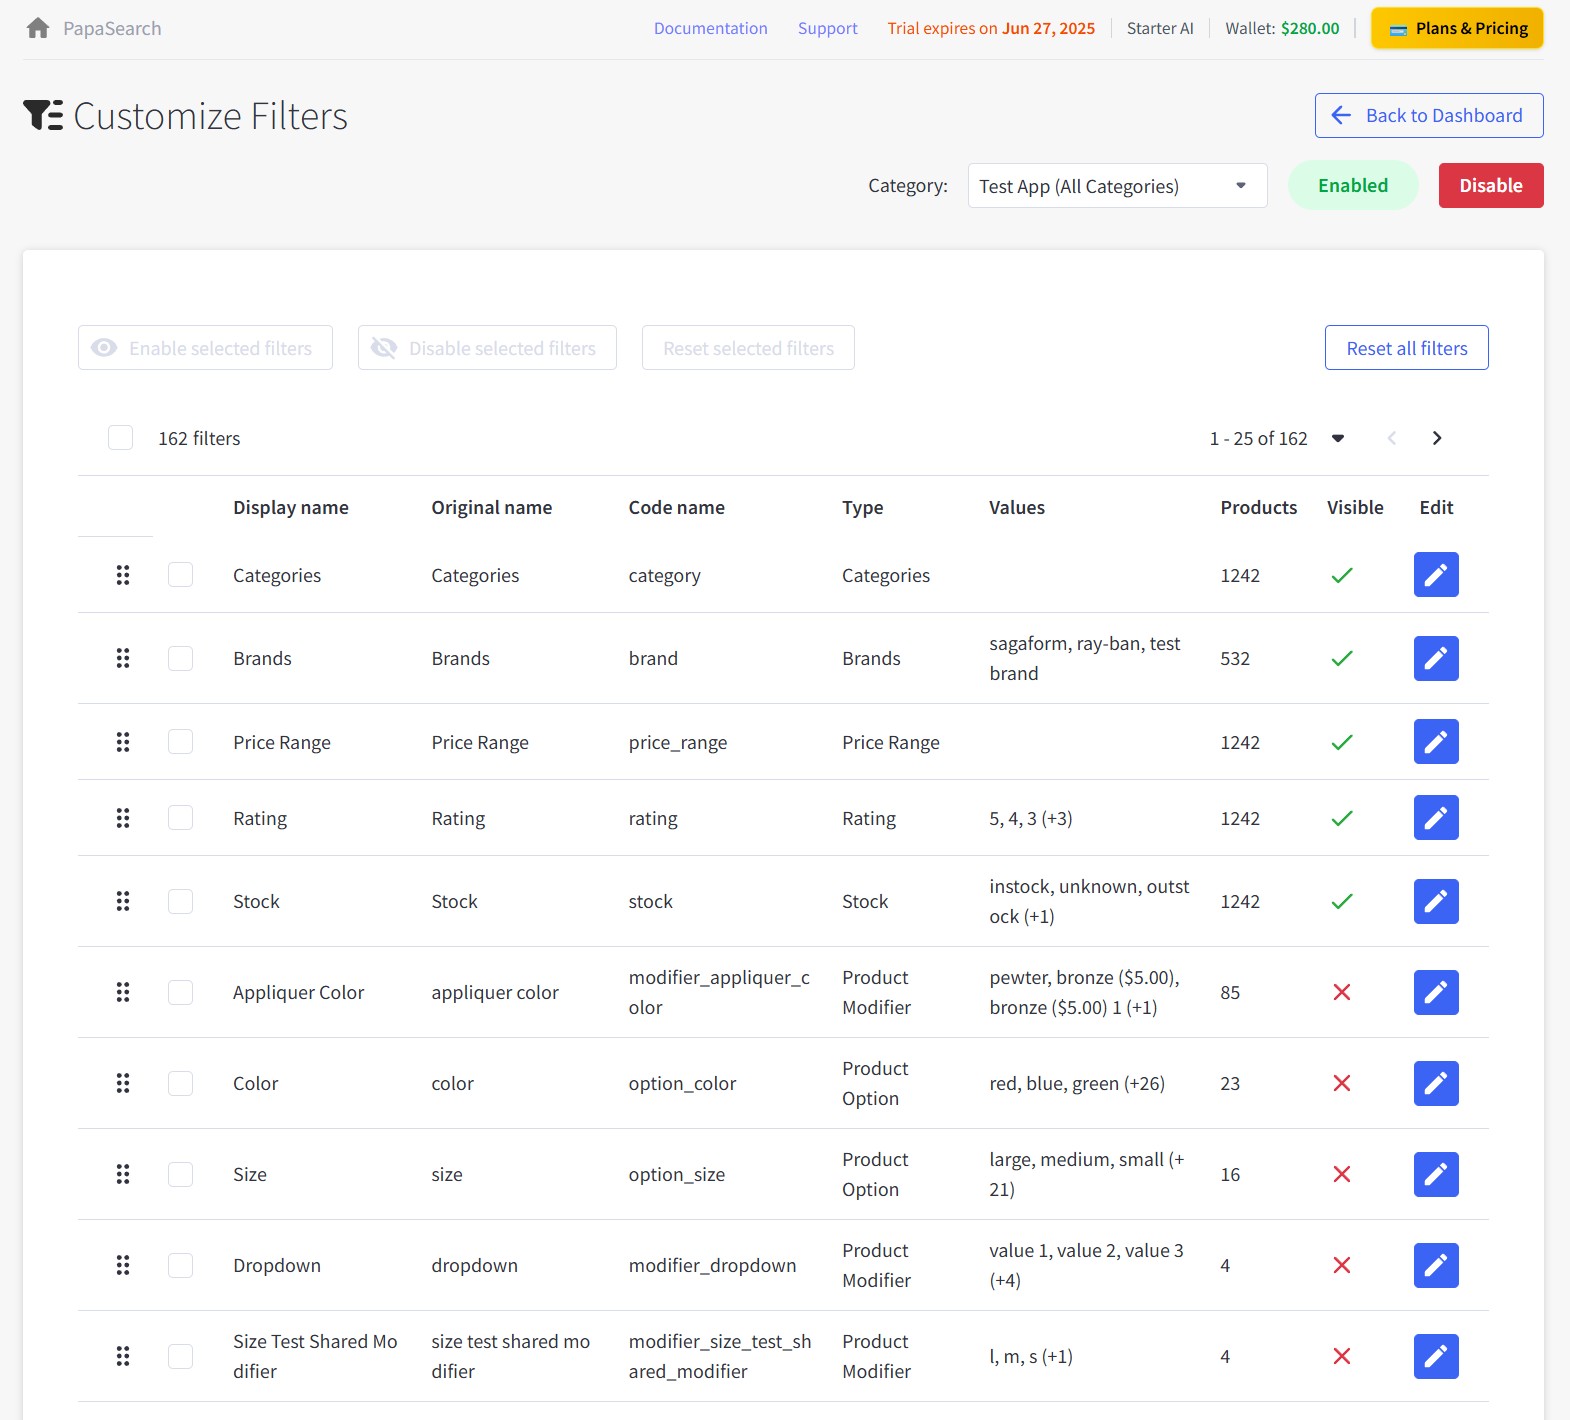 PapaSearch
Documentation Support Trial expires on Jun 27, 2025 Starter AI Wallet: $280.00 Plans & Pricing
Customize Filters
Back to Dashboard
Category: Test App (All Categories) Enabled Disable
Enable selected filters Disable selected filters Reset selected filters Reset all filters
162 filters 1 - 25 of 162
Display name Original name Code name Type Values Products Visible Edit
Categories Categories category Categories 1242
Brands Brands brand Brands sagaform, ray-ban, test
brand 532
Price Range Price Range price_range Price Range 1242
Rating Rating rating Rating 5, 4, 3 (+3) 1242
Stock Stock stock Stock instock, unknown, outst
ock (+1) 1242
Appliquer Color appliquer color modifier_appliquer_c
olor Product
Modifier pewter, bronze ($5.00),
bronze ($5.00) 1 (+1) 85
Color color option_color Product
Option red, blue, green (+26) 23
Size size option_size Product
Option large, medium, small (+
21) 16
Dropdown dropdown modifier_dropdown Product
Modifier value 1, value 2, value 3
(+4) 4
Size Test Shared Mo
difier size test shared mo
difier modifier_size_test_sh
ared_modifier Product
Modifier l, m, s (+1) 4